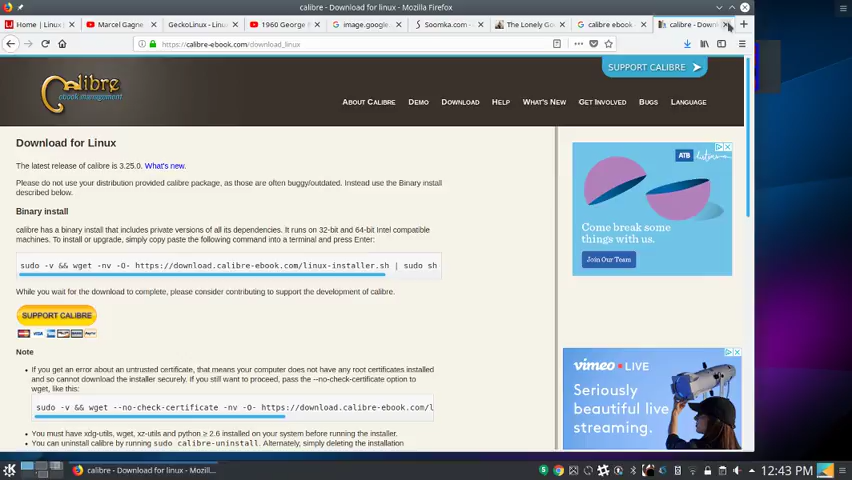 calibre - Download for linux - Mozilla Firefox
Home | Linux
Marcel Gagne
GeckoLinux - Linu
1960 George
image.google.
Soomka.com -
The Lonely Go
calibre ebook
calibre - Down
https://calibre-ebook.com/download_linux
SUPPORT CALIBRE
Calibre
ebook management
ABOUT CALIBRE DEMO DOWNLOAD HELP WHAT'S NEW GET INVOLVED BUGS LANGUAGE
Download for Linux
The latest release of calibre is 3.25.0. What's new.
Please do not use your distribution provided calibre package, as those are often buggy/outdated. Instead use the Binary install
described below.
Binary install
calibre has a binary install that includes private versions of all its dependencies. It runs on 32-bit and 64-bit Intel compatible
machines. To install or upgrade, simply copy paste the following command into a terminal and press Enter:
sudo -v && wget -nv -O- https://download.calibre-ebook.com/linux-installer.sh | sudo sh
While you wait for the download to complete, please consider contributing to support the development of calibre.
SUPPORT CALIBRE
VISA
Note
• If you get an error about an untrusted certificate, that means your computer does not have any root certificates installed
and so cannot download the installer securely. If you still want to proceed, pass the --no-check-certificate option to
wget, like this:
sudo -v && wget --no-check-certificate -nv -O- https://download.calibre-ebook.com/l
• You must have xdg-utils, wget, xz-utils and python ≥ 2.6 installed on your system before running the installer.
• You can uninstall calibre by running sudo calibre-uninstall. Alternately, simply deleting the installation
ATB listens.
Come break some
things with us.
Join Our Team
vimeo LIVE
Seriously
beautiful live
streaming.
calibre - Download for linux - Mozill...
12:43 PM